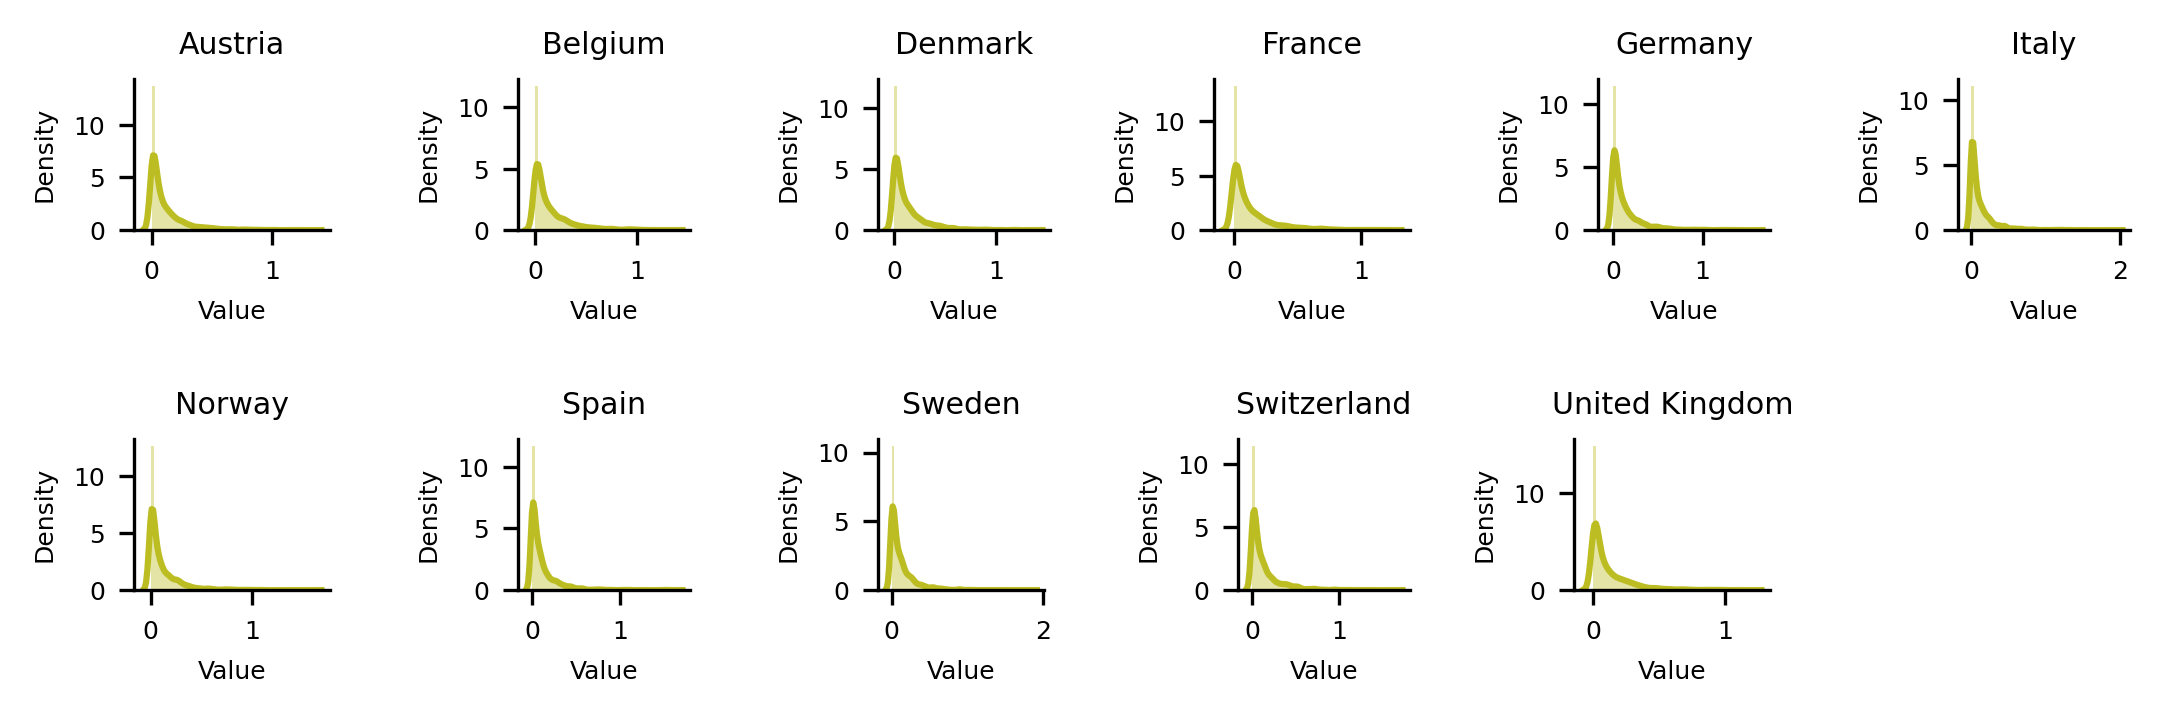 Austria
Belgium
Denmark
France
Germany
Italy
Density
10
5
0
0
1
Value
Density
10
5
0
0
1
Value
Density
10
5
0
0
1
Value
Density
10
5
0
0
1
Value
Density
10
5
0
0
1
Value
Density
10
5
0
0
2
Value
Norway
Spain
Sweden
Switzerland
United Kingdom
Density
10
5
0
0
1
Value
Density
10
5
0
0
1
Value
Density
10
5
0
0
2
Value
Density
10
5
0
0
1
Value
Density
10
0
0
1
Value